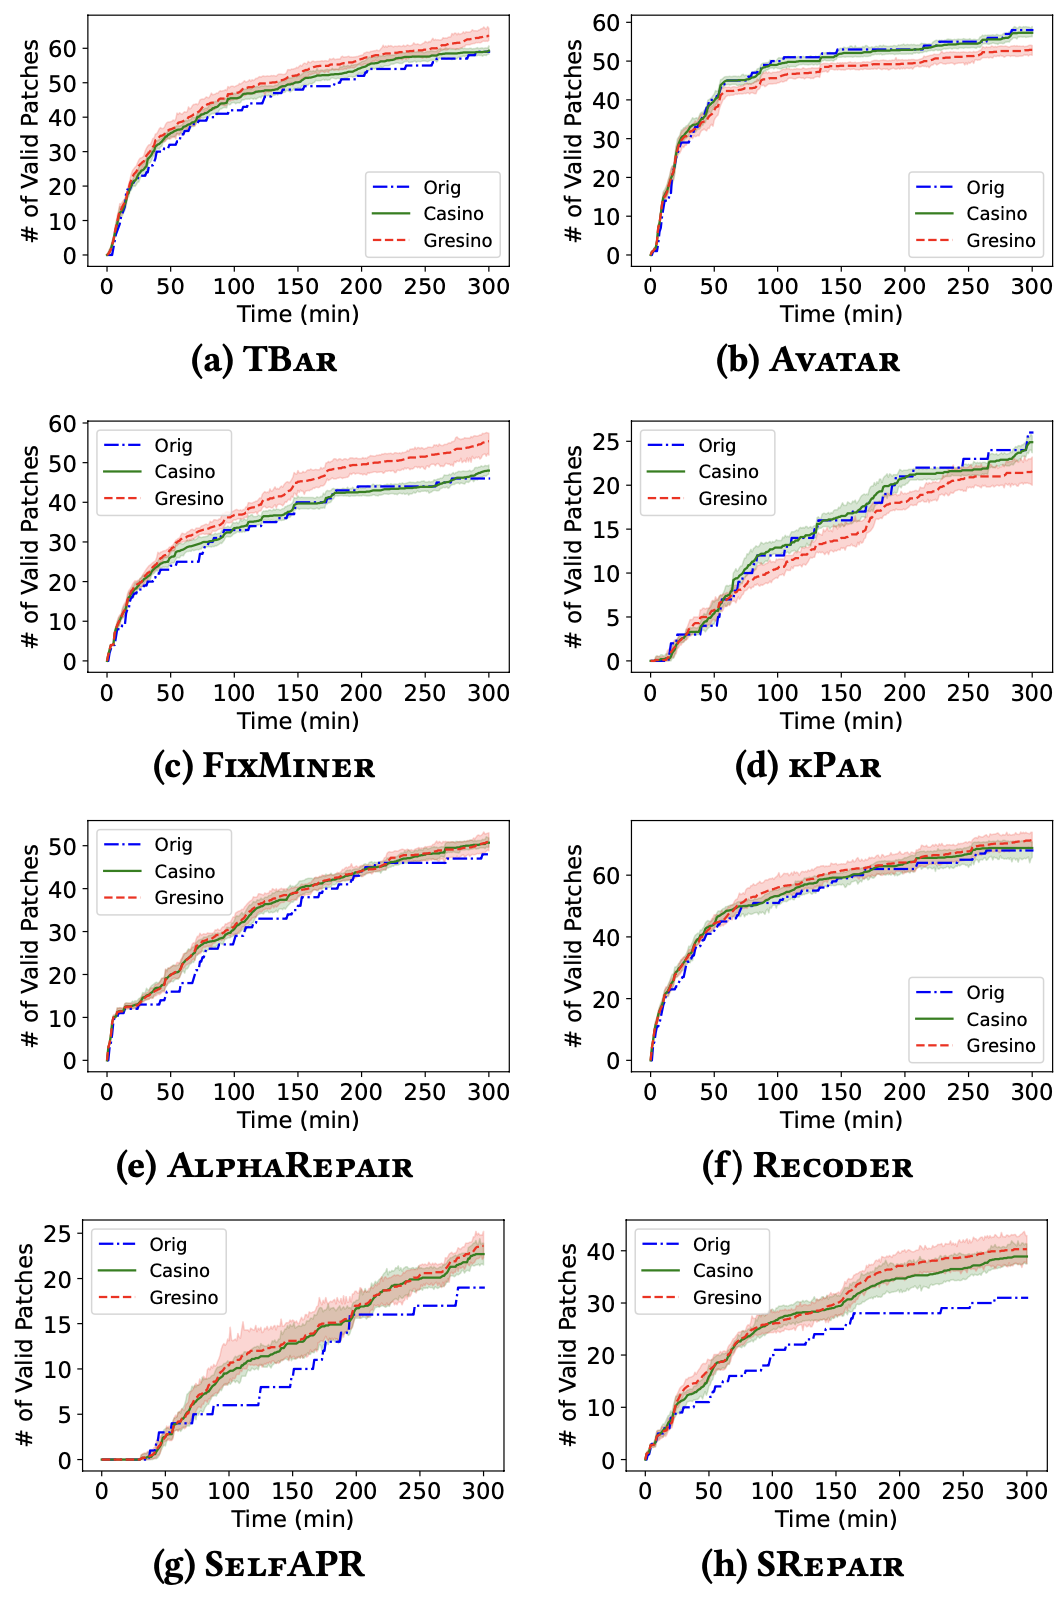 # of Valid Patches
60
50
40
30
20
10
0
Orig
Casino
Gresino
0 50 100 150 200 250 300
Time (min)
(a) TBar
# of Valid Patches
60
50
40
30
20
10
0
Orig
Casino
Gresino
0 50 100 150 200 250 300
Time (min)
(b) Avatar
# of Valid Patches
60
50
40
30
20
10
0
Orig
Casino
Gresino
0 50 100 150 200 250 300
Time (min)
(c) FixMiner
# of Valid Patches
25
20
15
10
5
0
Orig
Casino
Gresino
0 50 100 150 200 250 300
Time (min)
(d) kPar
# of Valid Patches
50
40
30
20
10
0
Orig
Casino
Gresino
0 50 100 150 200 250 300
Time (min)
(e) AlphaRepair
# of Valid Patches
60
40
20
0
Orig
Casino
Gresino
0 50 100 150 200 250 300
Time (min)
(f) Recoder
# of Valid Patches
25
20
15
10
5
0
Orig
Casino
Gresino
0 50 100 150 200 250 300
Time (min)
(g) SelfAPR
# of Valid Patches
40
30
20
10
0
Orig
Casino
Gresino
0 50 100 150 200 250 300
Time (min)
(h) SRepair